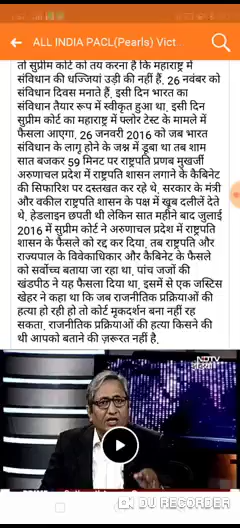 ALL INDIA PACL(Pearls) Vict
तो सुप्रीम कोर्ट को तय करना है कि महाराष्ट्र में
संविधान की धज्जियां उड़ी की नहीं हैं, 26 नवंबर को
संविधान दिवस मनाते हैं, इसी दिन भारत का
संविधान तैयार रूप में स्वीकृत हुआ था, इसी दिन
सुप्रीम कोर्ट का महाराष्ट्र में फ्लोर टेस्ट के मामले में
फैसला आएगा. 26 जनवरी 2016 को जब भारत
संविधान के लागू होने के जश्न में डूबा था तब शाम
सात बजकर 59 मिनट पर राष्ट्रपति प्रणब मुखर्जी
अरुणाचल प्रदेश में राष्ट्रपति शासन लगाने के कैबिनेट
की सिफारिश पर दस्तखत कर रहे थे, सरकार के मंत्री
और वकील राष्ट्रपति शासन के पक्ष में खूब दलीलें देते
थे, हेडलाइन छपती थी लेकिन सात महीने बाद जुलाई
2016 में सुप्रीम कोर्ट ने अरुणाचल प्रदेश में राष्ट्रपति
शासन के फैसले को रद्द कर दिया, तब राष्ट्रपति और
राज्यपाल के विवेकाधिकार और कैबिनेट के फैसले
को सर्वोच्च बताया जा रहा था. पांच जजों की
खंडपीठ ने यह फैसला दिया था, इसमें से एक जस्टिस
खेहर ने कहा था कि जब राजनीतिक प्रक्रियाओं की
हत्या हो रही हो तो कोर्ट मूकदर्शन बना नहीं रह
सकता. राजनीतिक प्रक्रियाओं की हत्या किसने की
थी आपको बताने की ज़रूरत नहीं है.
NDTV
इंडिया
DU RECORDER